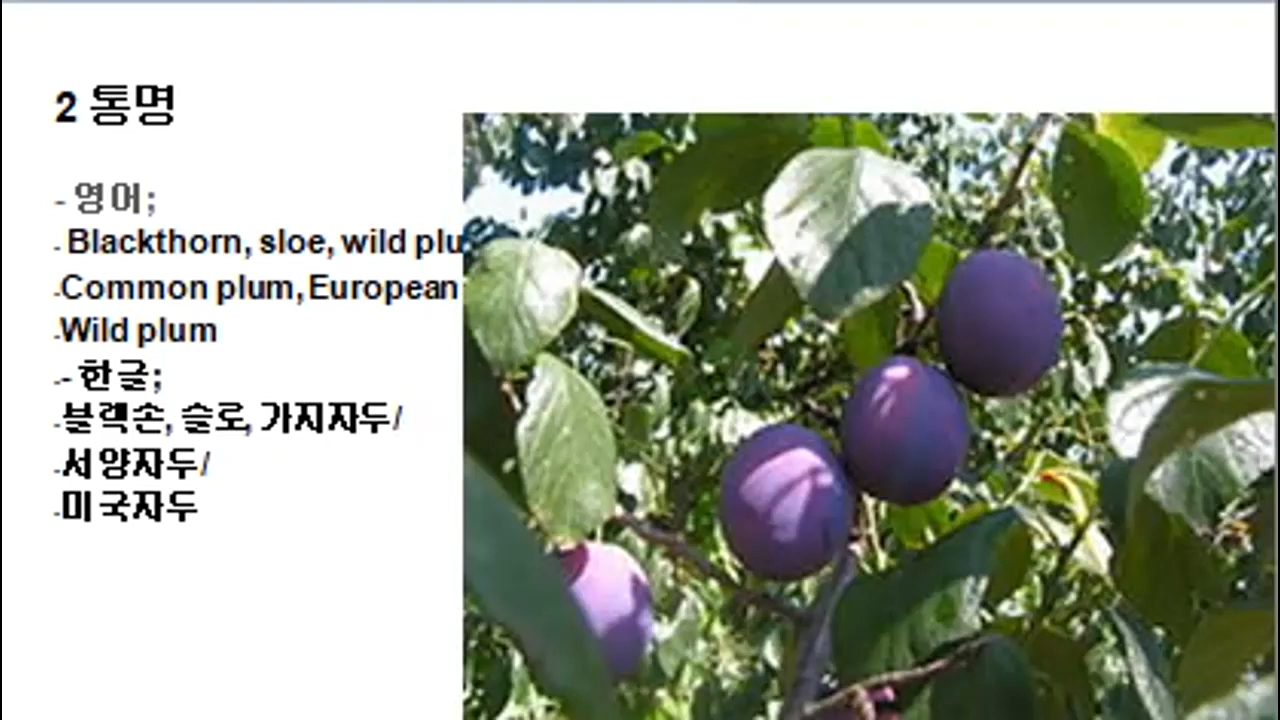 2 통명
- 영어;
- Blackthorn, sloe, wild plu
-Common plum, European
-Wild plum
-- 한글;
-블랙손, 슬로, 가지자두/
-서양자두/
-미국자두